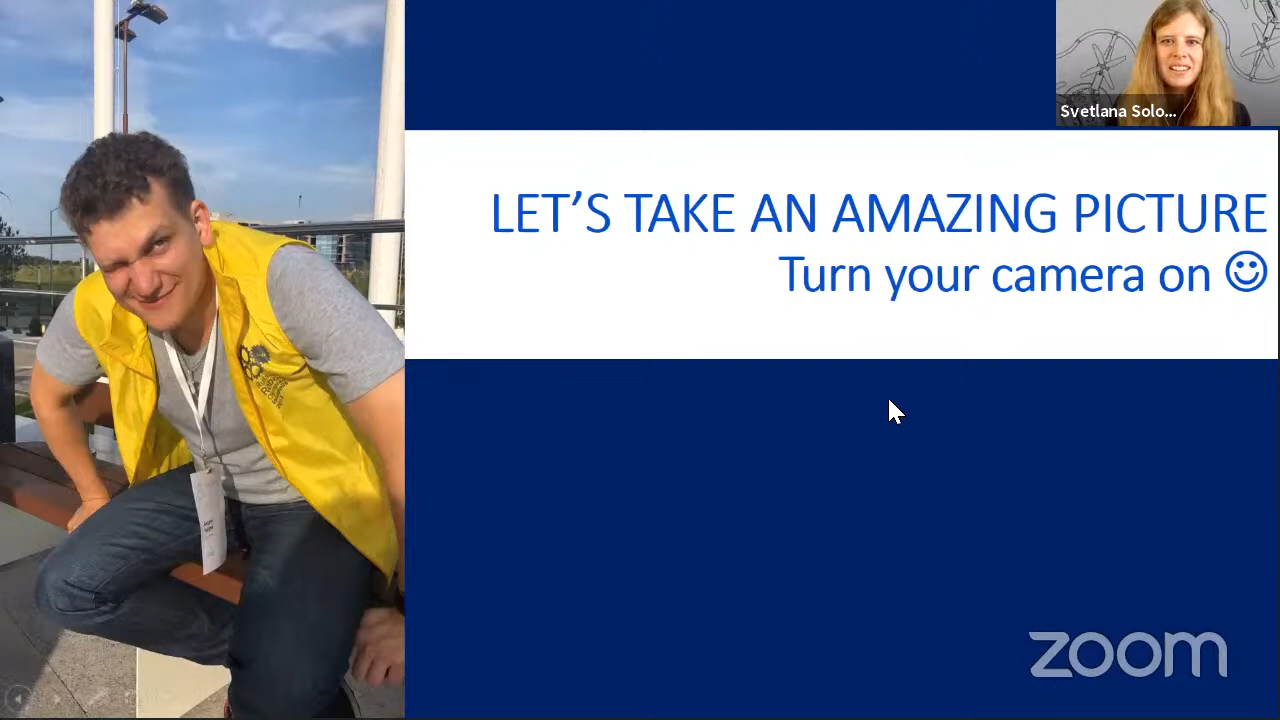 Svetlana Solo...
LET’S TAKE AN AMAZING PICTURE
Turn your camera on ☺
zoom